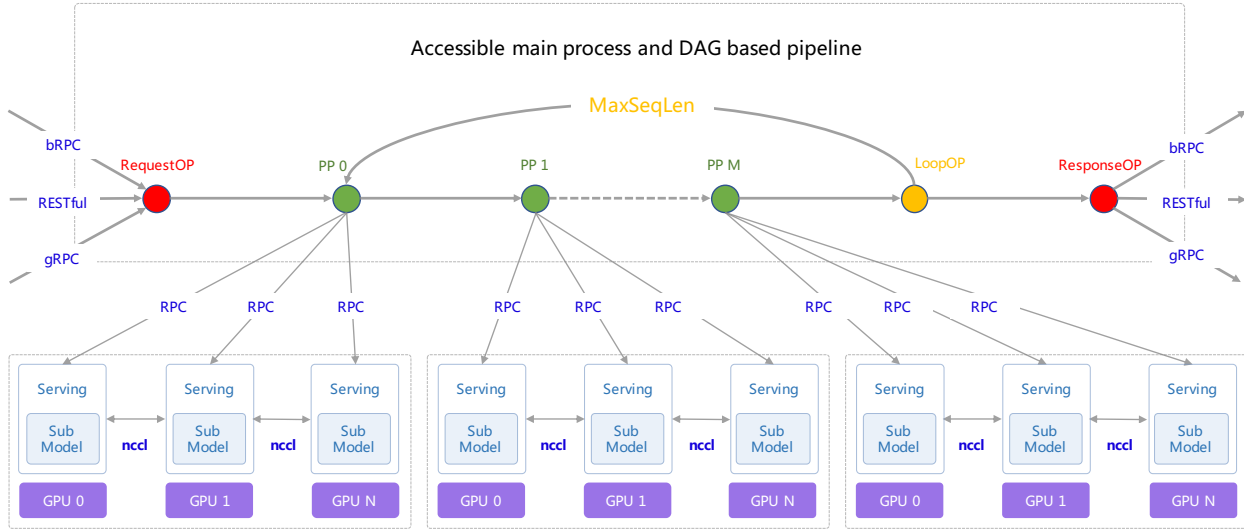 Accessible main process and DAG based pipeline
MaxSeqLen
bRPC
RequestOP
PP 0
PP 1
PP M
LoopOP
ResponseOP
bRPC
RESTful
RESTful
gRPC
gRPC
RPC
RPC
RPC
RPC
RPC
RPC
RPC
RPC
RPC
Serving
Serving
Serving
Serving
Serving
Serving
Serving
Serving
Serving
Sub
Model
nccl
Sub
Model
nccl
Sub
Model
Sub
Model
nccl
Sub
Model
nccl
Sub
Model
Sub
Model
nccl
Sub
Model
nccl
Sub
Model
GPU 0
GPU 1
GPU N
GPU 0
GPU 1
GPU N
GPU 0
GPU 1
GPU N